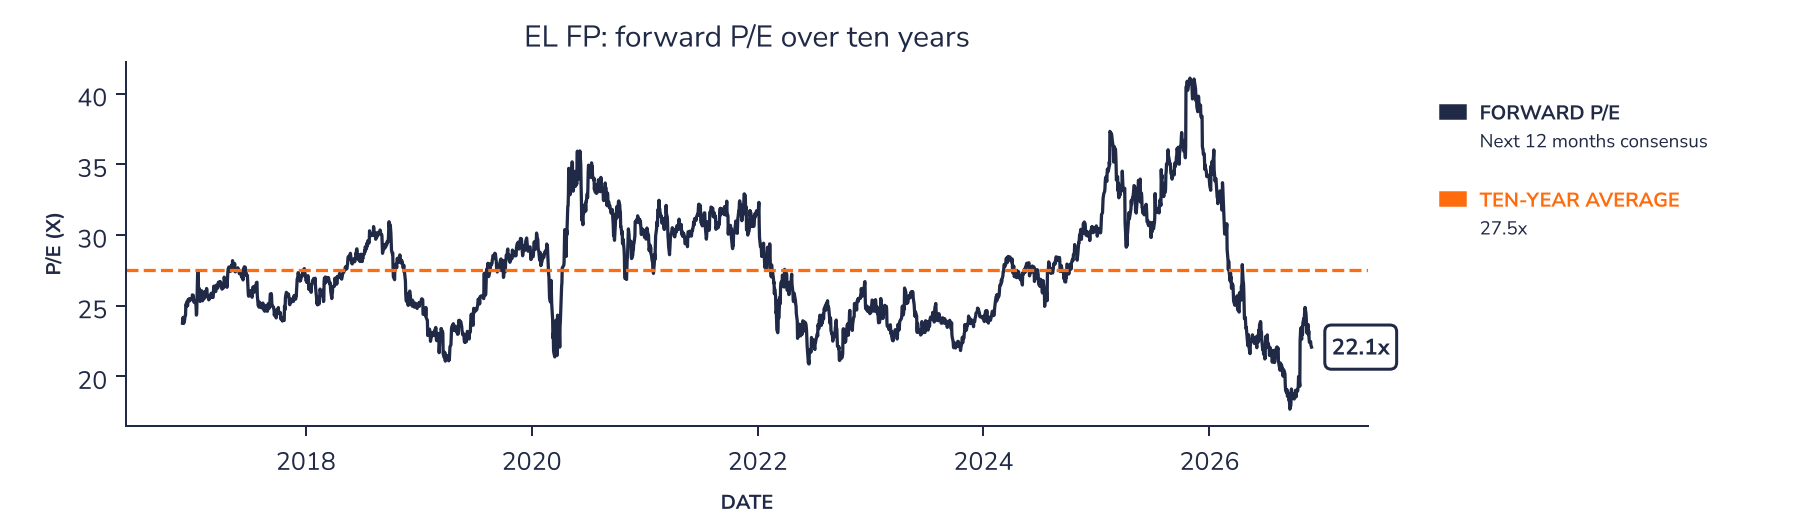 EL FP: forward P/E over ten years
P/E (X)
40
35
30
25
20
2018
2020
2022
2024
2026
DATE
22.1x
FORWARD P/E
Next 12 months consensus
TEN-YEAR AVERAGE
27.5x